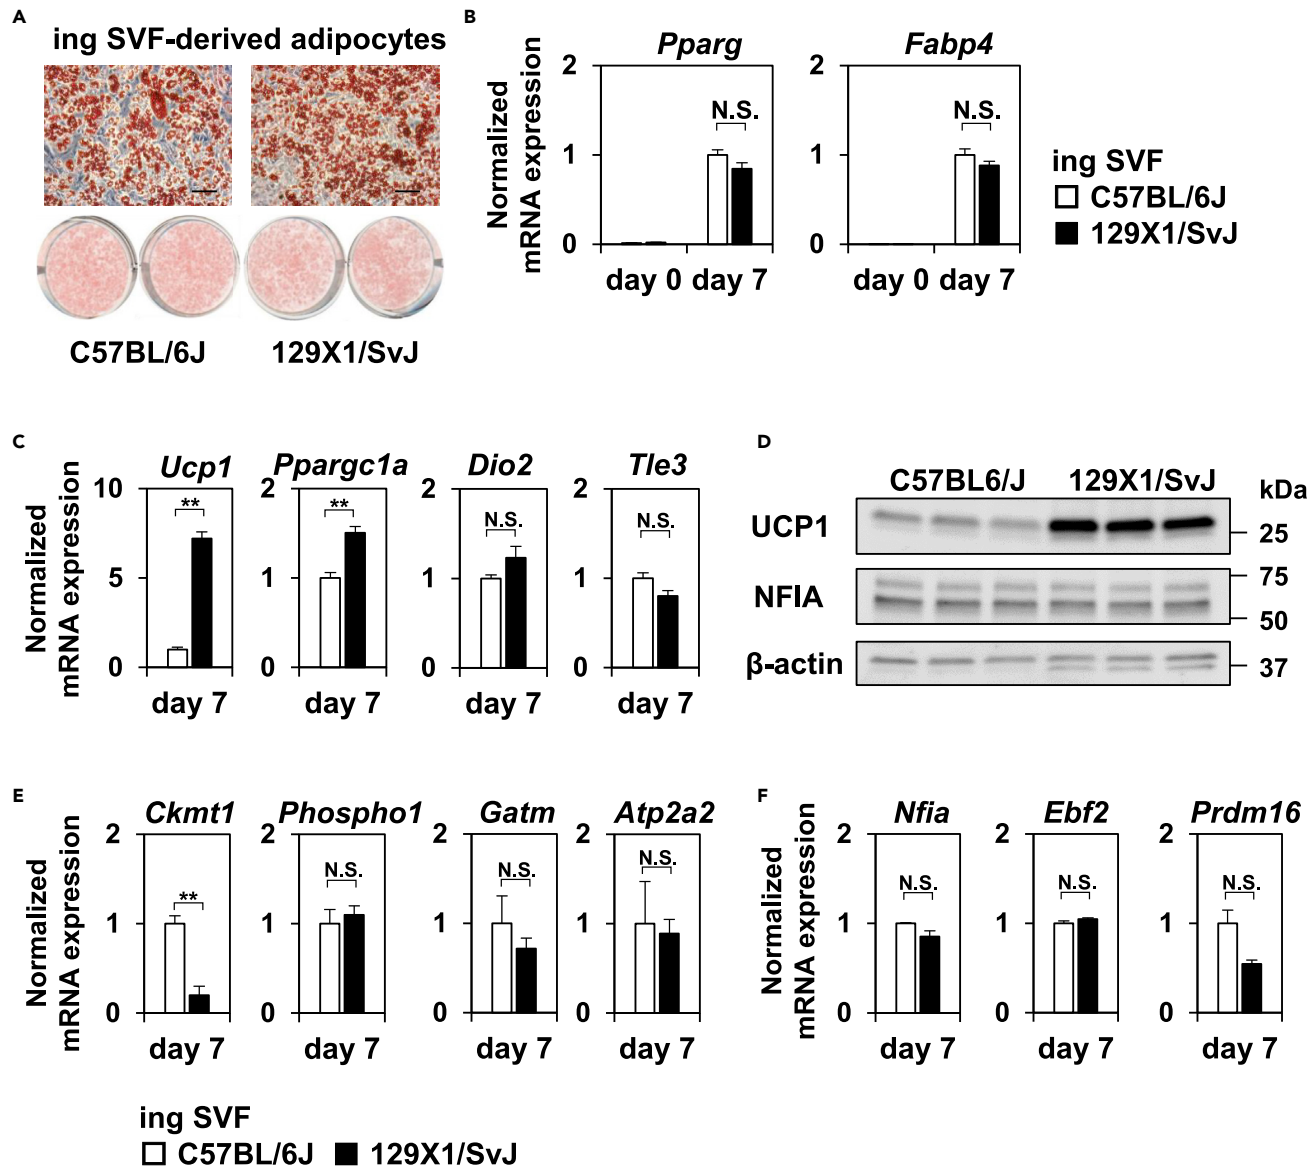 A
ing SVF-derived adipocytes
C57BL/6J 129X1/SvJ
B
Pparg Fabp4
Normalized
mRNA expression
2 2
1 1
0 0
N.S. N.S.
day 0 day 7 day 0 day 7
ing SVF
C57BL/6J
129X1/SvJ
C
Ucp1 Ppargc1a Dio2 Tle3
Normalized
mRNA expression
10 2 2 2
5 1 1 1
0 0 0 0
** ** N.S. N.S.
day 7 day 7 day 7 day 7
D
C57BL6/J 129X1/SvJ kDa
UCP1 25
NFIA 75
50
β-actin 37
E
Ckmt1 Phospho1 Gatm Atp2a2
Normalized
mRNA expression
2 2 2 2
1 1 1 1
0 0 0 0
** N.S. N.S. N.S.
day 7 day 7 day 7 day 7
ing SVF
C57BL/6J 129X1/SvJ
F
Nfia Ebf2 Prdm16
Normalized
mRNA expression
2 2 2
1 1 1
0 0 0
N.S. N.S. N.S.
day 7 day 7 day 7